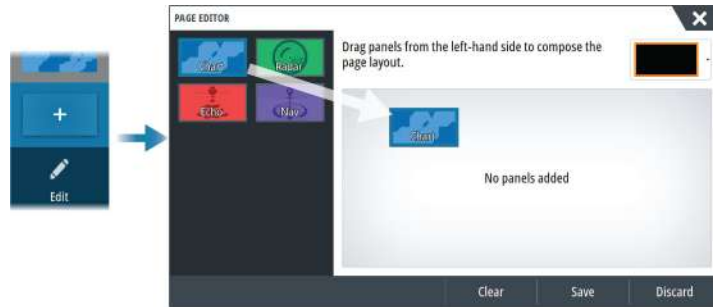 PAGE EDITOR
Chart
Radar
Echo
Nav
Drag panels from the left-hand side to compose the
page layout.
Chart
No panels added
+
Edit
Clear
Save
Discard